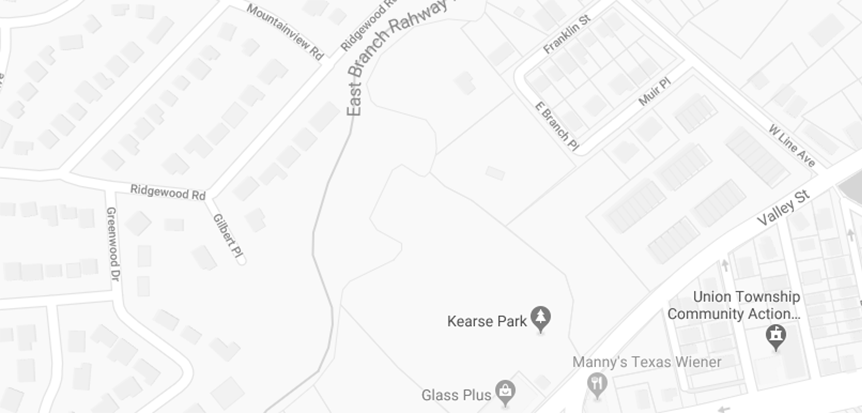 Mountainview Rd
Ridgewood Rd
East Branch Rahway
Franklin St
E Branch Pl
Muir Pl
W Line Ave
Valley St
Ridgewood Rd
Gilbert Pl
Greenwood Dr
Kearse Park
Union Township
Community Action...
Manny's Texas Wiener
Glass Plus